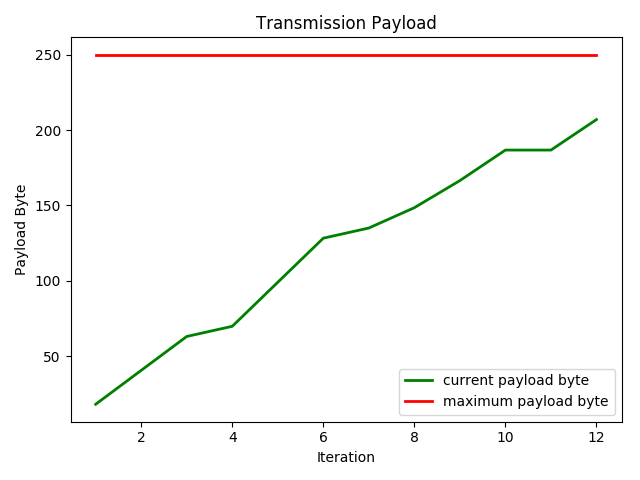 Transmission Payload
250
200
150
100
50
Payload Byte
2
4
6
8
10
12
Iteration
current payload byte
maximum payload byte